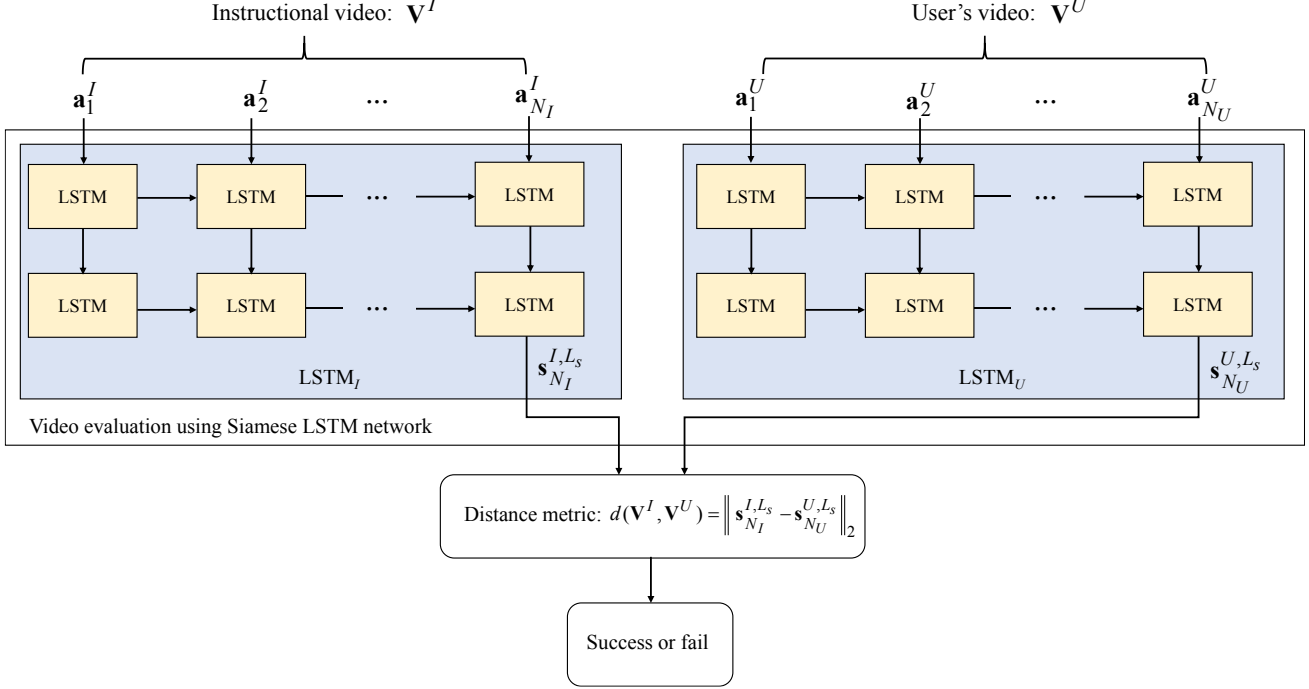 Instructional video: V^I
User's video: V^U
a_1^I a_2^I ... a_{N_I}^I
a_1^U a_2^U ... a_{N_U}^U
LSTM LSTM ... LSTM
LSTM LSTM ... LSTM
LSTM LSTM ... LSTM
LSTM LSTM ... LSTM
s_{N_I}^{I,L_s}
s_{N_U}^{U,L_s}
LSTM_I
LSTM_U
Video evaluation using Siamese LSTM network
Distance metric: d(V^I, V^U) = ‖ s_{N_I}^{I,L_s} − s_{N_U}^{U,L_s} ‖_2
Success or fail